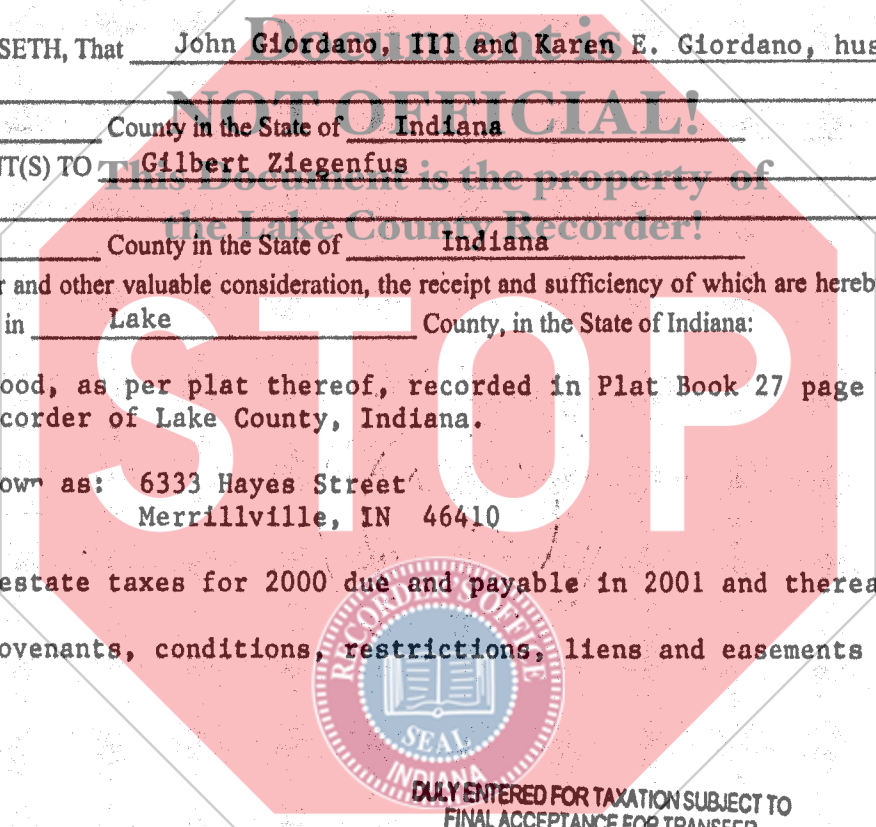 SETH, That John Giordano, III and Karen E. Giordano, hus
Document is
NOT OFFICIAL!
County in the State of Indiana
T(S) TO Gilbert Ziegenfus
This Document is the property of
the Lake County Recorder!
County in the State of Indiana
r and other valuable consideration, the receipt and sufficiency of which are hereb
in Lake County, in the State of Indiana:
STOP
ood, as per plat thereof, recorded in Plat Book 27 page
corder of Lake County, Indiana.
own as: 6333 Hayes Street
Merrillville, IN 46410
estate taxes for 2000 due and payable in 2001 and therea
ovenants, conditions, restrictions, liens and easements
RECORDER'S OFFICE
SEAL
INDIANA
DULY ENTERED FOR TAXATION SUBJECT TO
FINAL ACCEPTANCE FOR TRANSFER